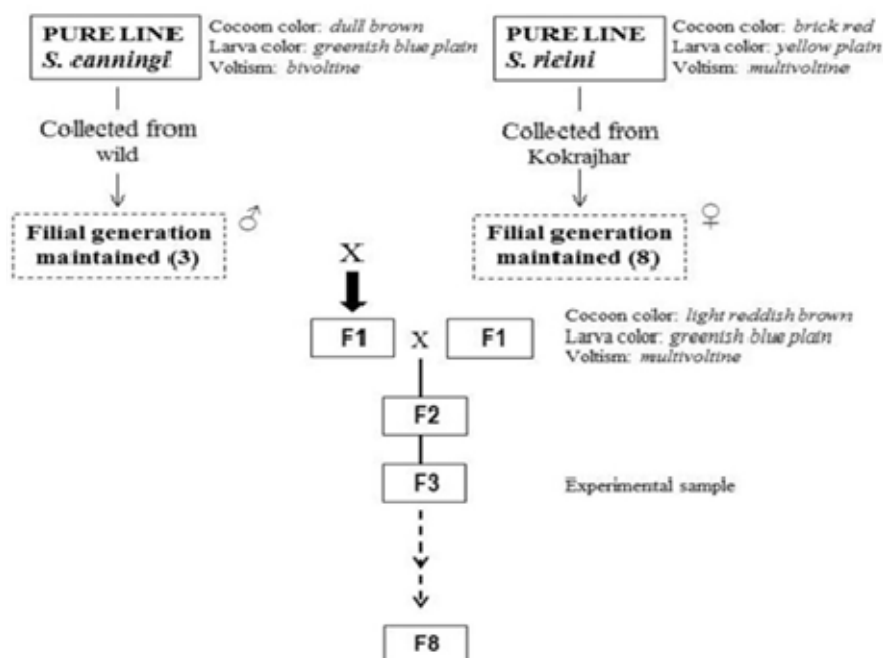 PURE LINE
S. canningi
Cocoon color: dull brown
Larva color: greenish blue plain
Voltism: bivoltine
PURE LINE
S. ricini
Cocoon color: brick red
Larva color: yellow plain
Voltism: multivoltine
Collected from
wild
Collected from
Kokrajhar
Filial generation
maintained (3)
♂
X
Filial generation
maintained (8)
♀
F1
X
F1
Cocoon color: light reddish brown
Larva color: greenish blue plain
Voltism: multivoltine
F2
F3
Experimental sample
F8